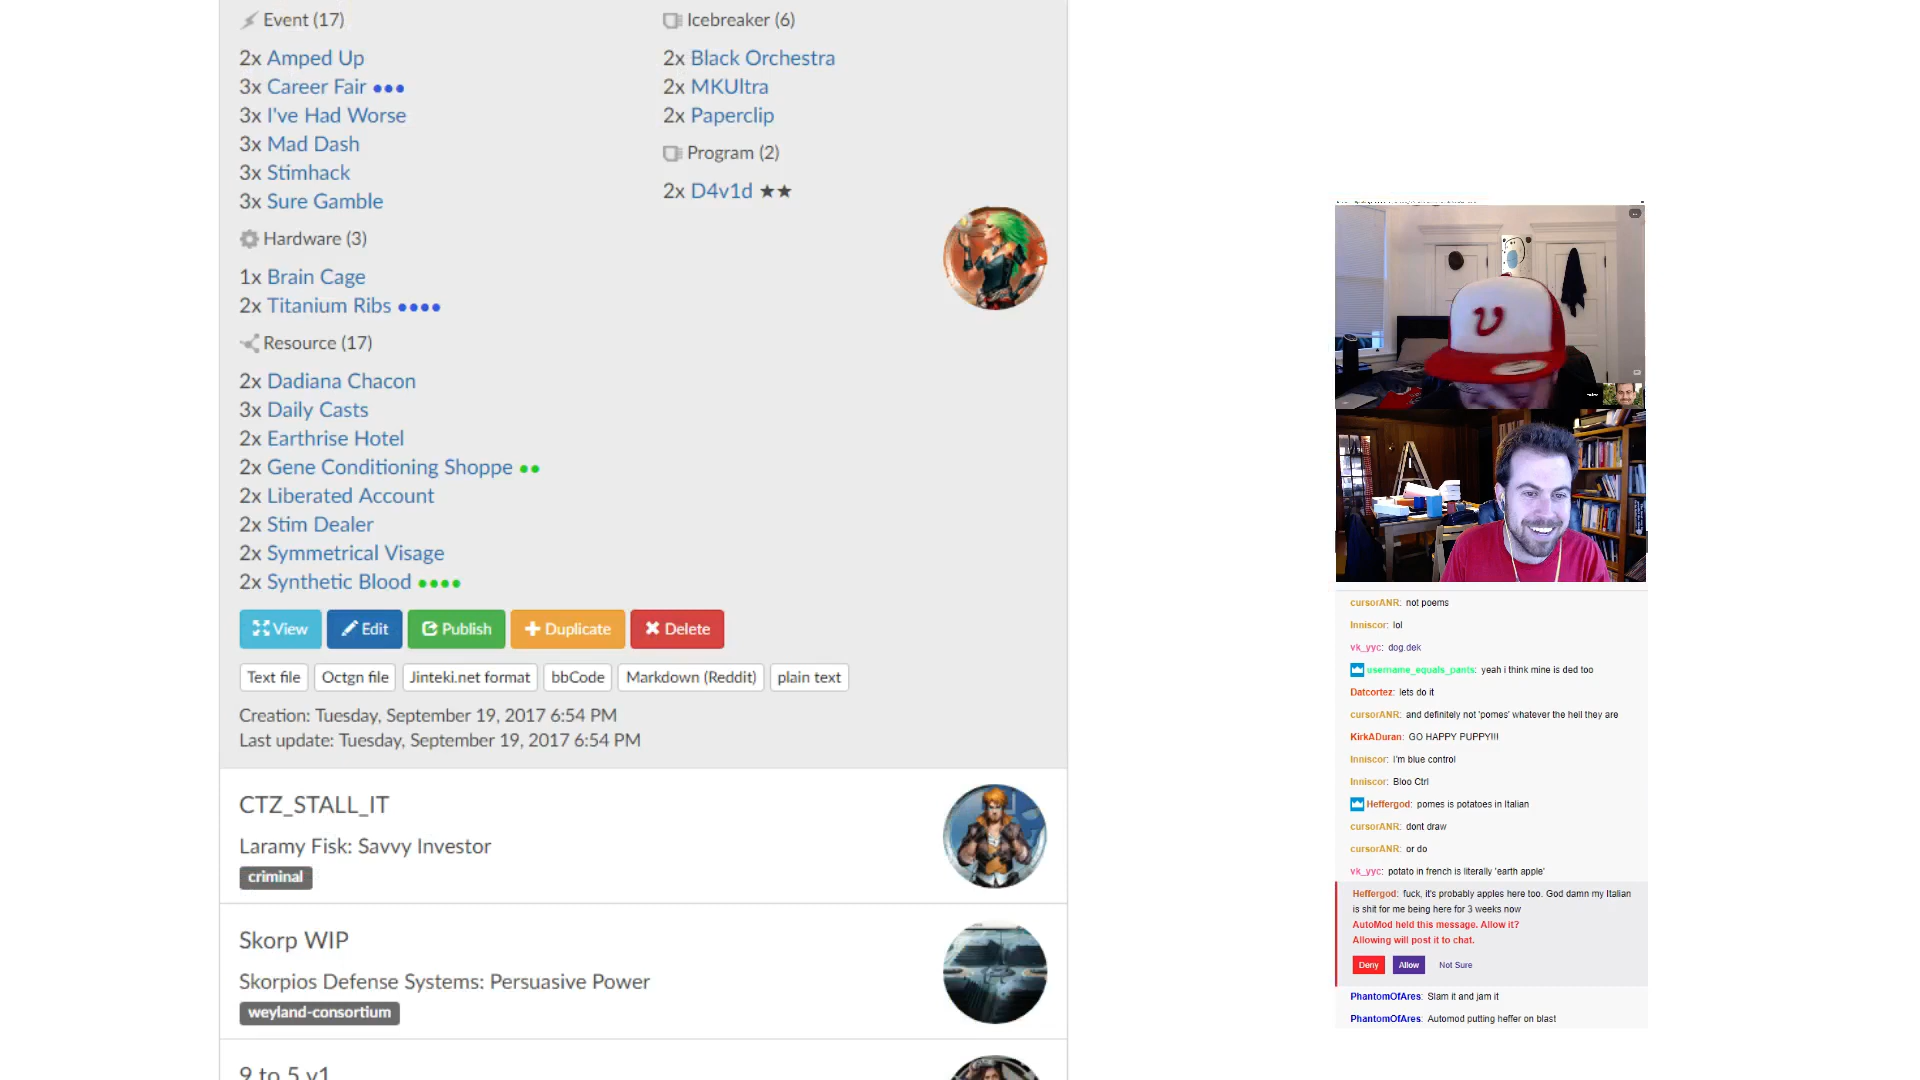 Event (17)
2x Amped Up
3x Career Fair
3x I've Had Worse
3x Mad Dash
3x Stimhack
3x Sure Gamble
Hardware (3)
1x Brain Cage
2x Titanium Ribs
Resource (17)
2x Dadiana Chacon
3x Daily Casts
2x Earthrise Hotel
2x Gene Conditioning Shoppe
2x Liberated Account
2x Stim Dealer
2x Symmetrical Visage
2x Synthetic Blood
Icebreaker (6)
2x Black Orchestra
2x MKUltra
2x Paperclip
Program (2)
2x D4v1d ★★
View Edit Publish Duplicate Delete
Text file Octgn file Jinteki.net format bbCode Markdown (Reddit) plain text
Creation: Tuesday, September 19, 2017 6:54 PM
Last update: Tuesday, September 19, 2017 6:54 PM
CTZ_STALL_IT
Laramy Fisk: Savvy Investor
criminal
Skorp WIP
Skorpios Defense Systems: Persuasive Power
weyland-consortium
9 to 5 v1
cursorANR: not poems
Inniscor: lol
vk_yyc: dog.dek
username_equals_pants: yeah i think mine is ded too
Datcortez: lets do it
cursorANR: and definitely not 'pomes' whatever the hell they are
KirkADuran: GO HAPPY PUPPY!!!
Inniscor: I'm blue control
Inniscor: Bloo Ctrl
Heffergod: pomes is potatoes in Italian
cursorANR: dont draw
cursorANR: or do
vk_yyc: potato in french is literally 'earth apple'
Heffergod: fuck, it's probably apples here too. God damn my Italian
is shit for me being here for 3 weeks now
AutoMod held this message. Allow it?
Allowing will post it to chat.
Deny Allow Not Sure
PhantomOfAres: Slam it and jam it
PhantomOfAres: Automod putting heffer on blast